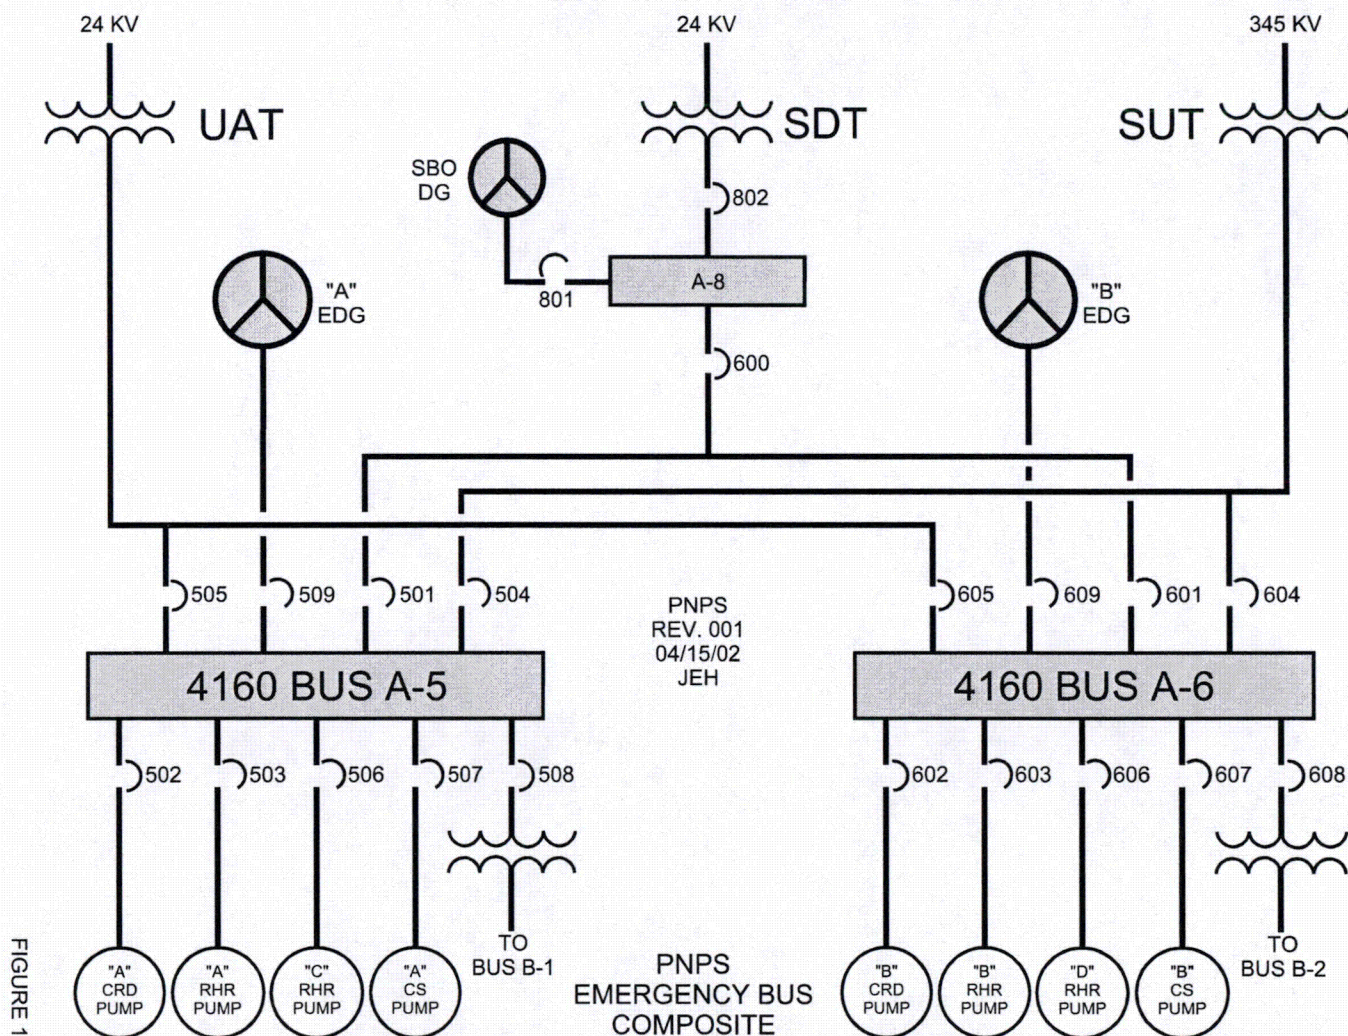 24 KV
24 KV
345 KV
UAT
SDT
SUT
SBO
DG
802
"A"
EDG
801
A-8
"B"
EDG
600
505
509
501
504
605
609
601
604
PNPS
REV. 001
04/15/02
JEH
4160 BUS A-5
4160 BUS A-6
502
503
506
507
508
602
603
606
607
608
"A"
CRD
PUMP
"A"
RHR
PUMP
"C"
RHR
PUMP
"A"
CS
PUMP
TO
BUS B-1
PNPS
EMERGENCY BUS
COMPOSITE
"B"
CRD
PUMP
"B"
RHR
PUMP
"D"
RHR
PUMP
"B"
CS
PUMP
TO
BUS B-2
FIGURE 1